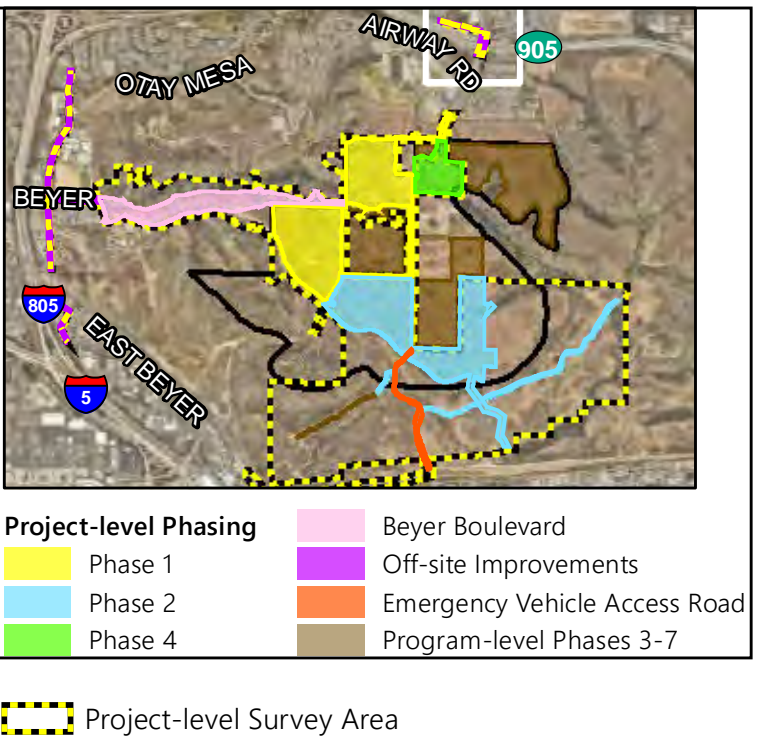 AIRWAY RD
905
OTAY MESA
BEYER
805
EAST BEYER
5
Project-level Phasing
Phase 1
Phase 2
Phase 4
Beyer Boulevard
Off-site Improvements
Emergency Vehicle Access Road
Program-level Phases 3-7
Project-level Survey Area